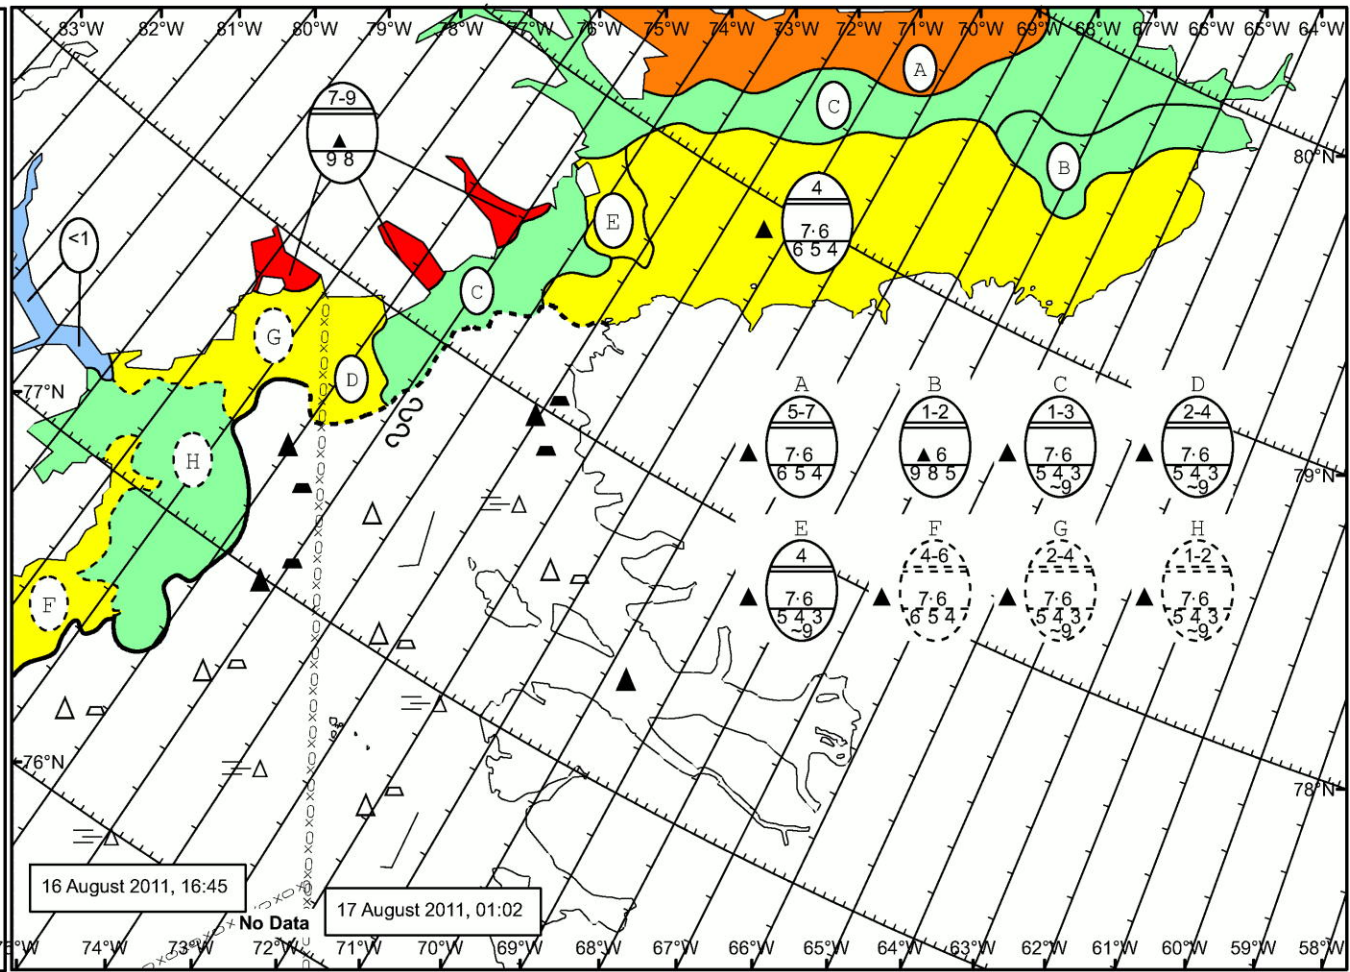 83°W 82°W 81°W 80°W 79°W 78°W 77°W 76°W 75°W 74°W 73°W 72°W 71°W 70°W 69°W 68°W 67°W 66°W 65°W 64°W
A
7-9
C
9 8
80°N
B
4
<1
E
7·6
6 5 4
C
G
D
77°N
A B C D
5-7 1-2 1-3 2-4
7·6 6 7·6 7·6
6 5 4 9 8 5 5 4 3 5 4 3
~9 ~9
H
79°N
E F G H
4 4-6 2-4 1-2
7·6 7·6 7·6 7·6
5 4 3 6 5 4 5 4 3 5 4 3
~9 ~9 ~9
F
76°N
78°N
16 August 2011, 16:45
17 August 2011, 01:02
No Data
74°W 73°W 72°W 71°W 70°W 69°W 68°W 67°W 66°W 65°W 64°W 63°W 62°W 61°W 60°W 59°W 58°W